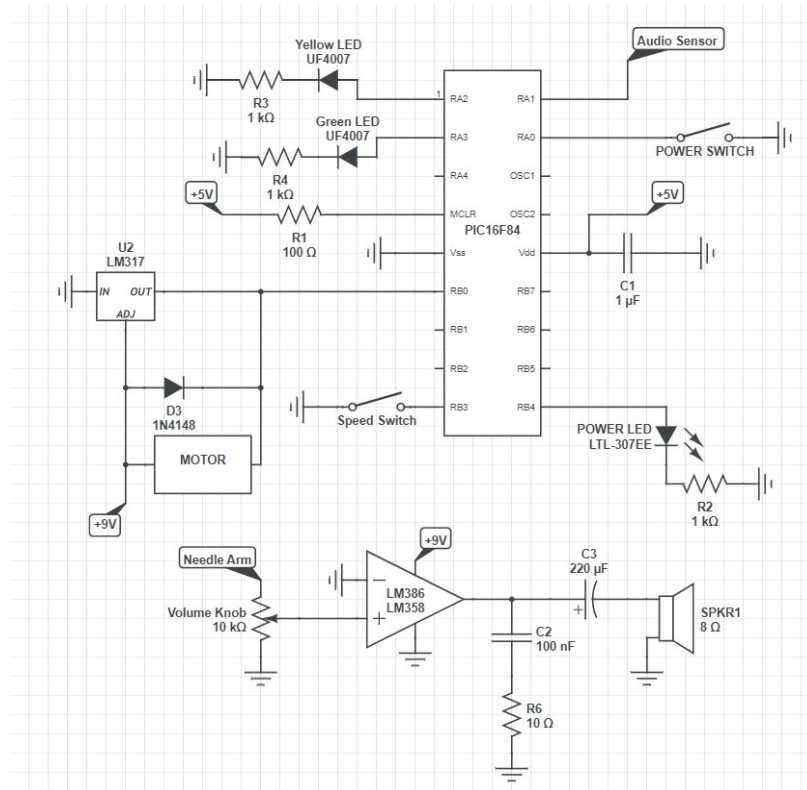 Audio Sensor
Yellow LED
UF4007
R3
1 kΩ
Green LED
UF4007
R4
1 kΩ
1
RA2
RA3
RA4
MCLR
Vss
RB0
RB1
RB2
RB3
PIC16F84
RA1
RA0
OSC1
OSC2
Vdd
RB7
RB6
RB5
RB4
POWER SWITCH
+5V
R1
100 Ω
+5V
C1
1 µF
U2
LM317
IN
OUT
ADJ
D3
1N4148
MOTOR
+9V
Speed Switch
POWER LED
LTL-307EE
R2
1 kΩ
Needle Arm
Volume Knob
10 kΩ
+9V
LM386
LM358
−
+
C3
220 µF
+
C2
100 nF
R6
10 Ω
SPKR1
8 Ω